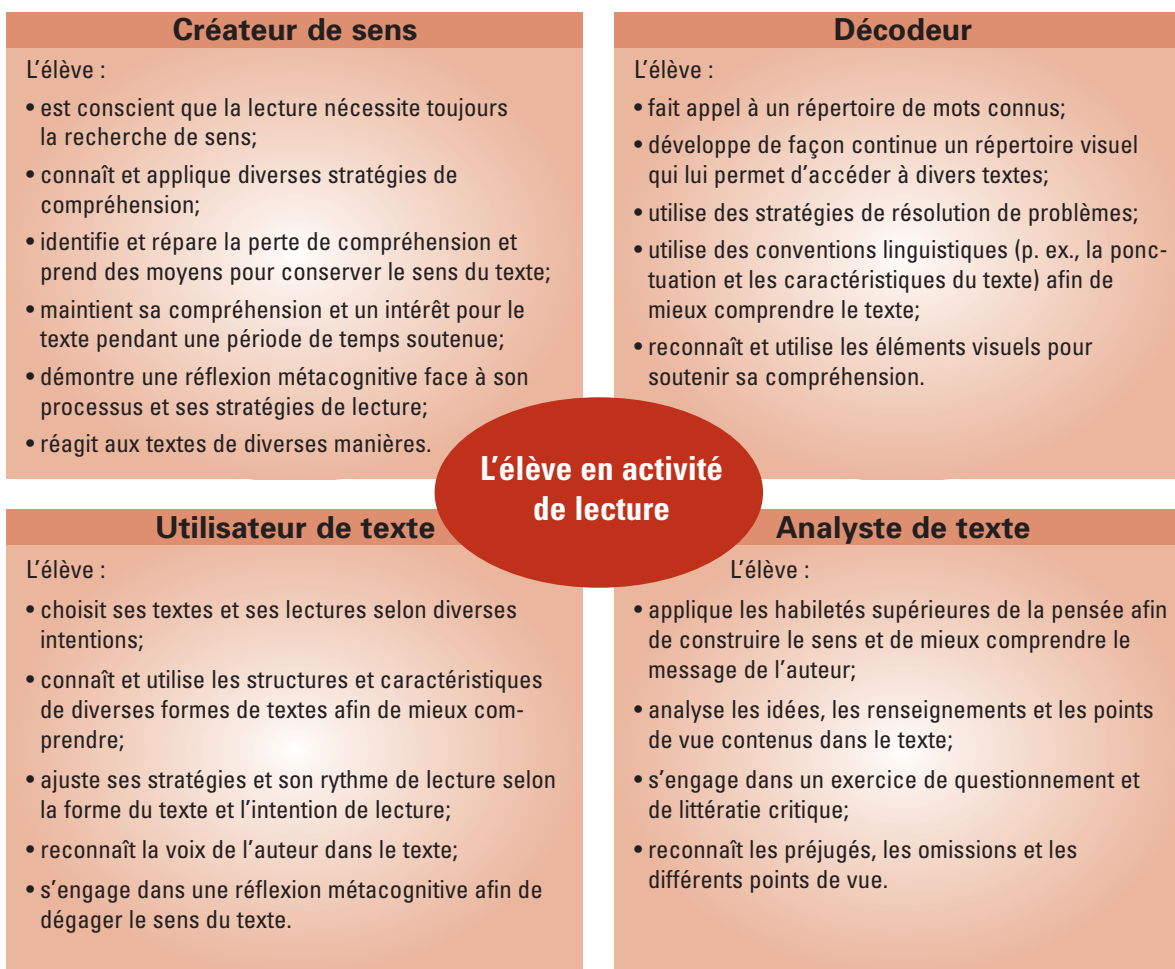 Créateur de sens
L'élève :
• est conscient que la lecture nécessite toujours
la recherche de sens;
• connaît et applique diverses stratégies de
compréhension;
• identifie et répare la perte de compréhension et
prend des moyens pour conserver le sens du texte;
• maintient sa compréhension et un intérêt pour le
texte pendant une période de temps soutenue;
• démontre une réflexion métacognitive face à son
processus et ses stratégies de lecture;
• réagit aux textes de diverses manières.
Décodeur
L'élève :
• fait appel à un répertoire de mots connus;
• développe de façon continue un répertoire visuel
qui lui permet d'accéder à divers textes;
• utilise des stratégies de résolution de problèmes;
• utilise des conventions linguistiques (p. ex., la ponc-
tuation et les caractéristiques du texte) afin de
mieux comprendre le texte;
• reconnaît et utilise les éléments visuels pour
soutenir sa compréhension.
L'élève en activité
de lecture
Utilisateur de texte
L'élève :
• choisit ses textes et ses lectures selon diverses
intentions;
• connaît et utilise les structures et caractéristiques
de diverses formes de textes afin de mieux com-
prendre;
• ajuste ses stratégies et son rythme de lecture selon
la forme du texte et l'intention de lecture;
• reconnaît la voix de l'auteur dans le texte;
• s'engage dans une réflexion métacognitive afin de
dégager le sens du texte.
Analyste de texte
L'élève :
• applique les habiletés supérieures de la pensée afin
de construire le sens et de mieux comprendre le
message de l'auteur;
• analyse les idées, les renseignements et les points
de vue contenus dans le texte;
• s'engage dans un exercice de questionnement et
de littératie critique;
• reconnaît les préjugés, les omissions et les
différents points de vue.